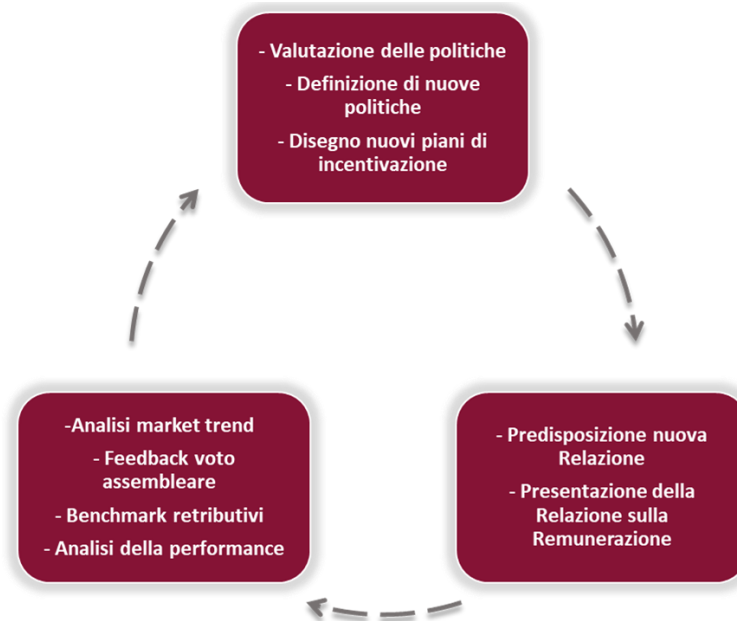 - Valutazione delle politiche
- Definizione di nuove
politiche
- Disegno nuovi piani di
incentivazione
- Predisposizione nuova
Relazione
- Presentazione della
Relazione sulla
Remunerazione
-Analisi market trend
- Feedback voto
assembleare
- Benchmark retributivi
- Analisi della performance